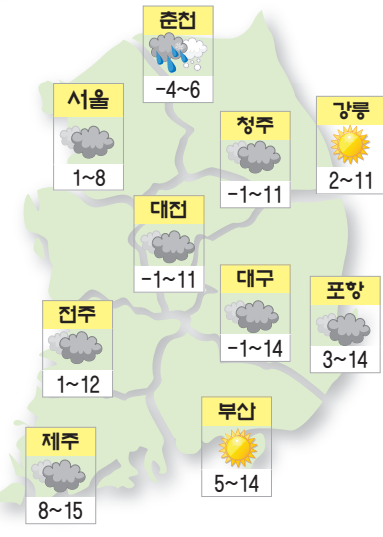 춘천
-4~6
서울
1~8
청주
-1~11
강릉
2~11
대전
-1~11
대구
-1~14
포항
3~14
전주
1~12
부산
5~14
제주
8~15